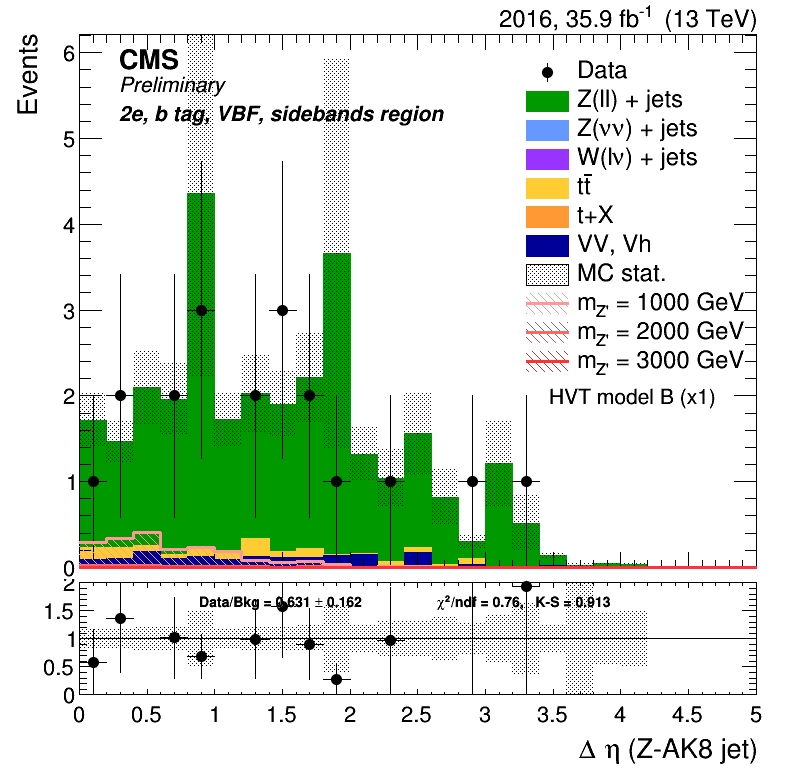 2016, 35.9 fb⁻¹ (13 TeV)
Events
CMS
Preliminary
2e, b tag, VBF, sidebands region
Data
Z(ll) + jets
Z(νν) + jets
W(lν) + jets
tt̄
t+X
VV, Vh
MC stat.
m_Z' = 1000 GeV
m_Z' = 2000 GeV
m_Z' = 3000 GeV
HVT model B (x1)
6
5
4
3
2
1
0
Data/Bkg = 0.631 ± 0.162
χ²/ndf = 0.76, K-S = 0.913
2
1.5
1
0.5
0
0 0.5 1 1.5 2 2.5 3 3.5 4 4.5 5
Δ η (Z-AK8 jet)